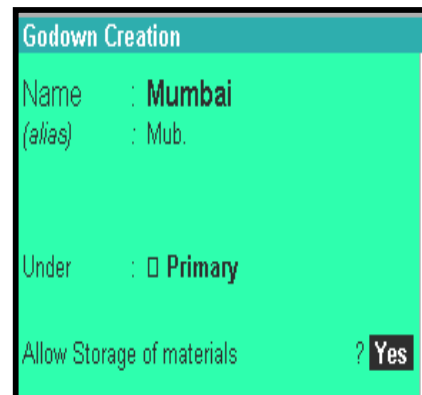 Godown Creation
Name : Mumbai
(alias) : Mub.
Under : □ Primary
Allow Storage of materials ? Yes